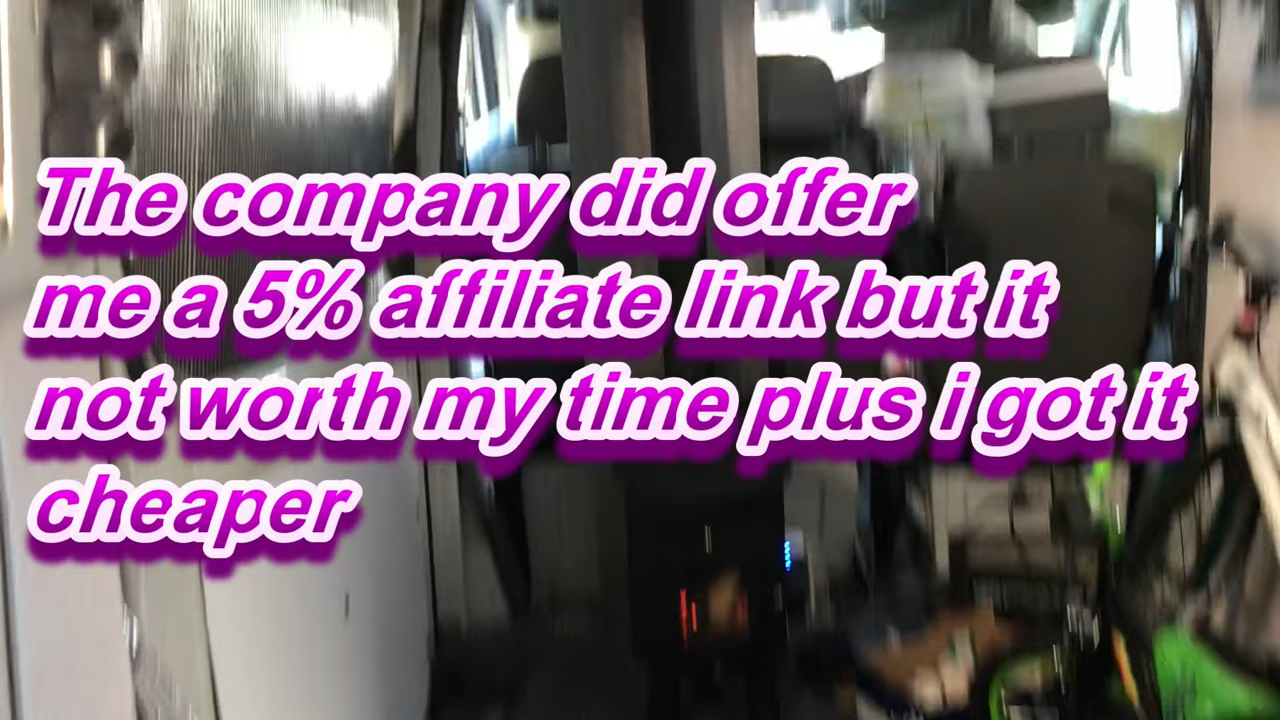 The company did offer
me a 5% affiliate link but it
not worth my time plus i got it
cheaper